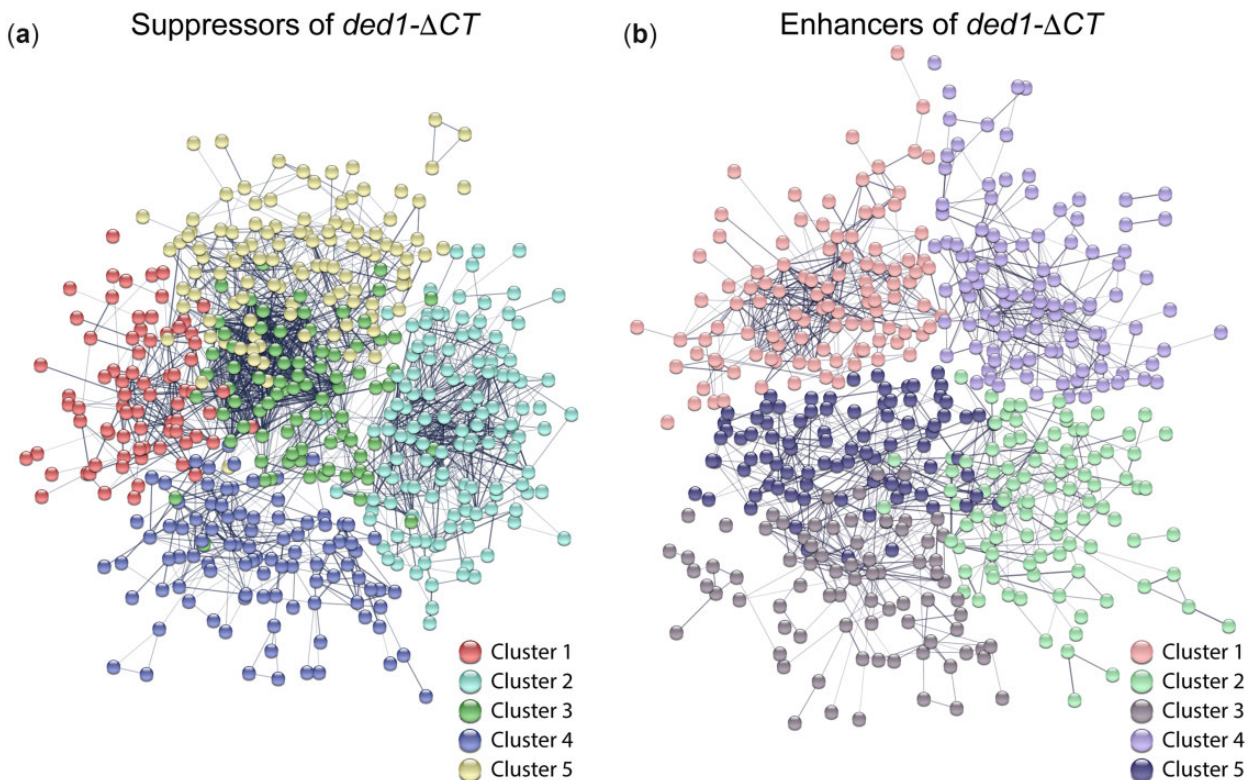 (a) Suppressors of ded1-ΔCT
Cluster 1
Cluster 2
Cluster 3
Cluster 4
Cluster 5
(b) Enhancers of ded1-ΔCT
Cluster 1
Cluster 2
Cluster 3
Cluster 4
Cluster 5